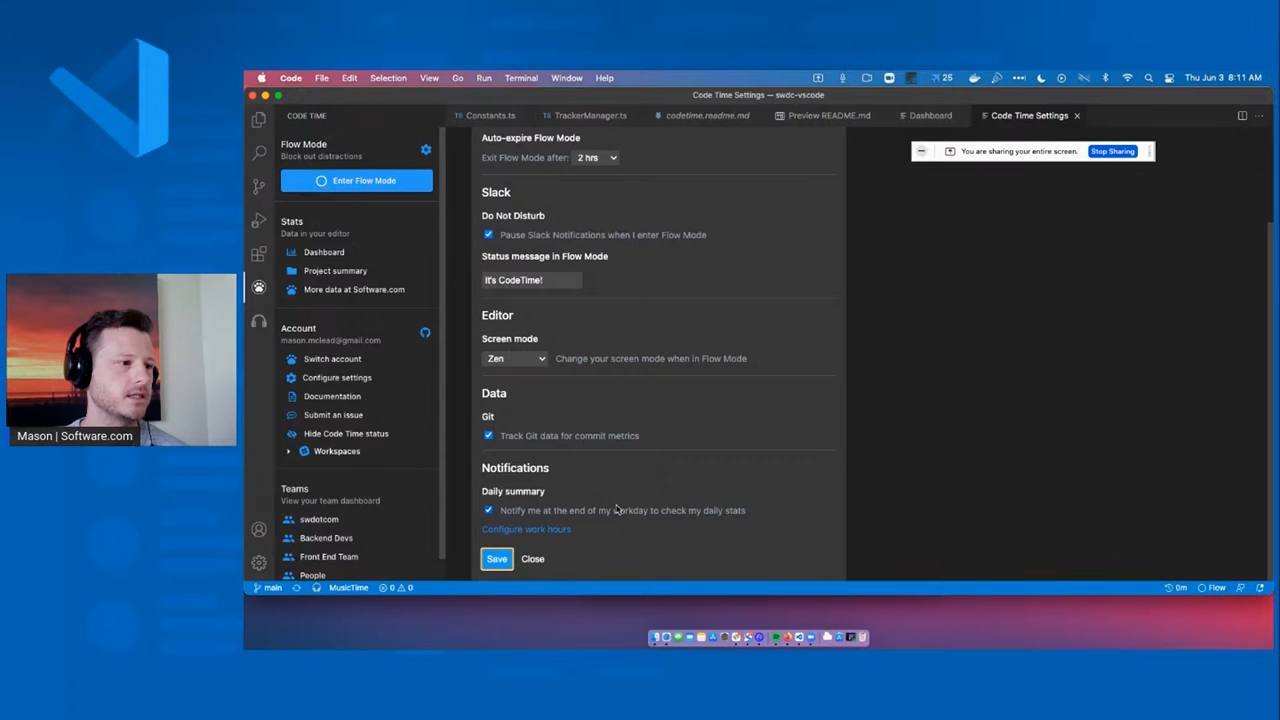 Code File Edit Selection View Go Run Terminal Window Help
25
Thu Jun 3 8:11 AM
Code Time Settings — swdc-vscode
CODE TIME
Constants.ts
TrackerManager.ts
codetime.readme.md
Preview README.md
Dashboard
Code Time Settings
You are sharing your entire screen.
Stop Sharing
Flow Mode
Block out distractions
Enter Flow Mode
Stats
Data in your editor
Dashboard
Project summary
More data at Software.com
Account
mason.mclead@gmail.com
Switch account
Configure settings
Documentation
Submit an issue
Hide Code Time status
Workspaces
Teams
View your team dashboard
swdotcom
Backend Devs
Front End Team
People
Auto-expire Flow Mode
Exit Flow Mode after: 2 hrs
Slack
Do Not Disturb
Pause Slack Notifications when I enter Flow Mode
Status message in Flow Mode
It's CodeTime!
Editor
Screen mode
Zen Change your screen mode when in Flow Mode
Data
Git
Track Git data for commit metrics
Notifications
Daily summary
Notify me at the end of my workday to check my daily stats
Configure work hours
Save Close
main
MusicTime
0 0
0m
Flow
Mason | Software.com